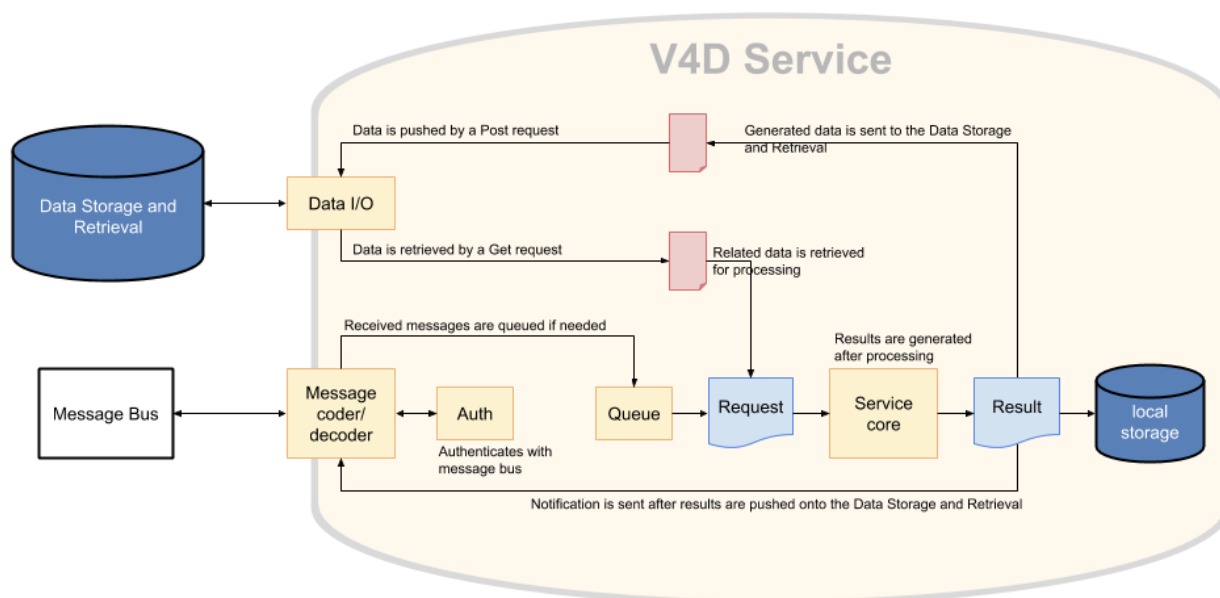 V4D Service
Data is pushed by a Post request
Generated data is sent to the Data Storage
and Retrieval
Data Storage and
Retrieval
Data I/O
Data is retrieved by a Get request
Related data is retrieved
for processing
Received messages are queued if needed
Results are generated
after processing
Message Bus
Message
coder/
decoder
Auth
Authenticates with
message bus
Queue
Request
Service
core
Result
local
storage
Notification is sent after results are pushed onto the Data Storage and Retrieval